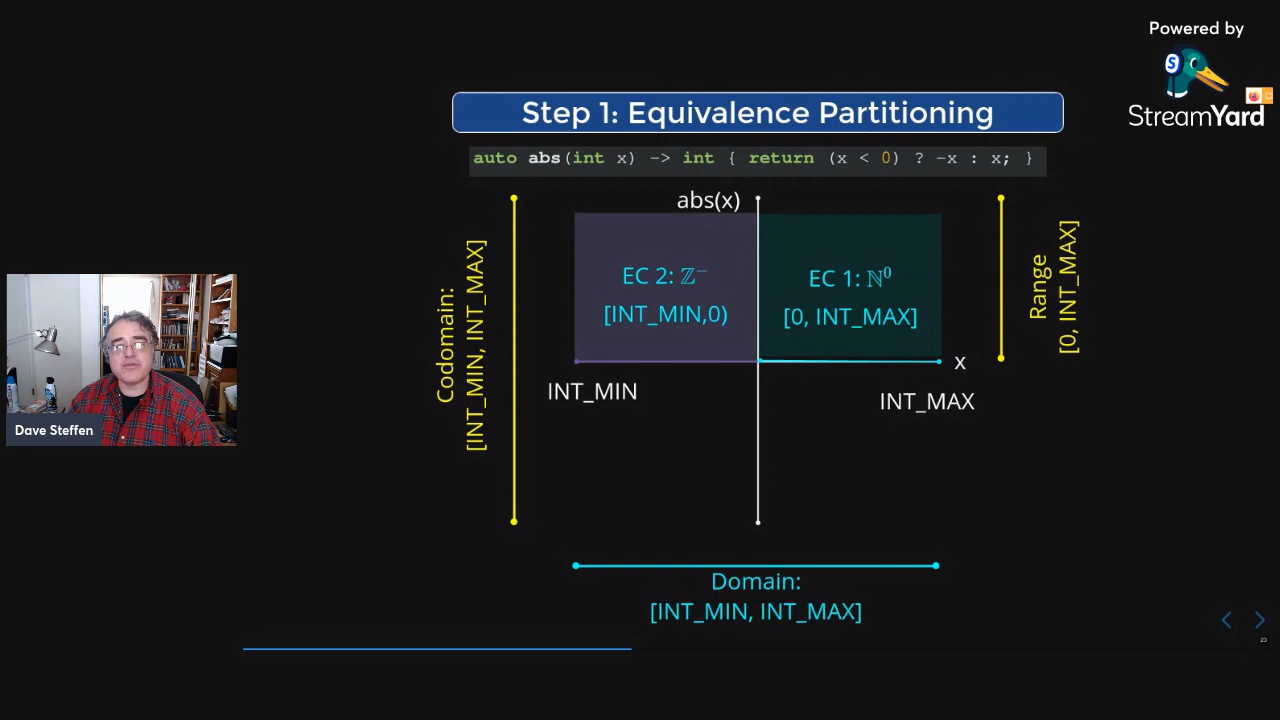 Powered by
StreamYard
Step 1: Equivalence Partitioning
auto abs(int x) -> int { return (x < 0) ? -x : x; }
abs(x)
Codomain:
[INT_MIN, INT_MAX]
EC 2: ℤ⁻
[INT_MIN,0)
EC 1: ℕ⁰
[0, INT_MAX]
Range
[0, INT_MAX]
x
INT_MIN
INT_MAX
Dave Steffen
Domain:
[INT_MIN, INT_MAX]
23